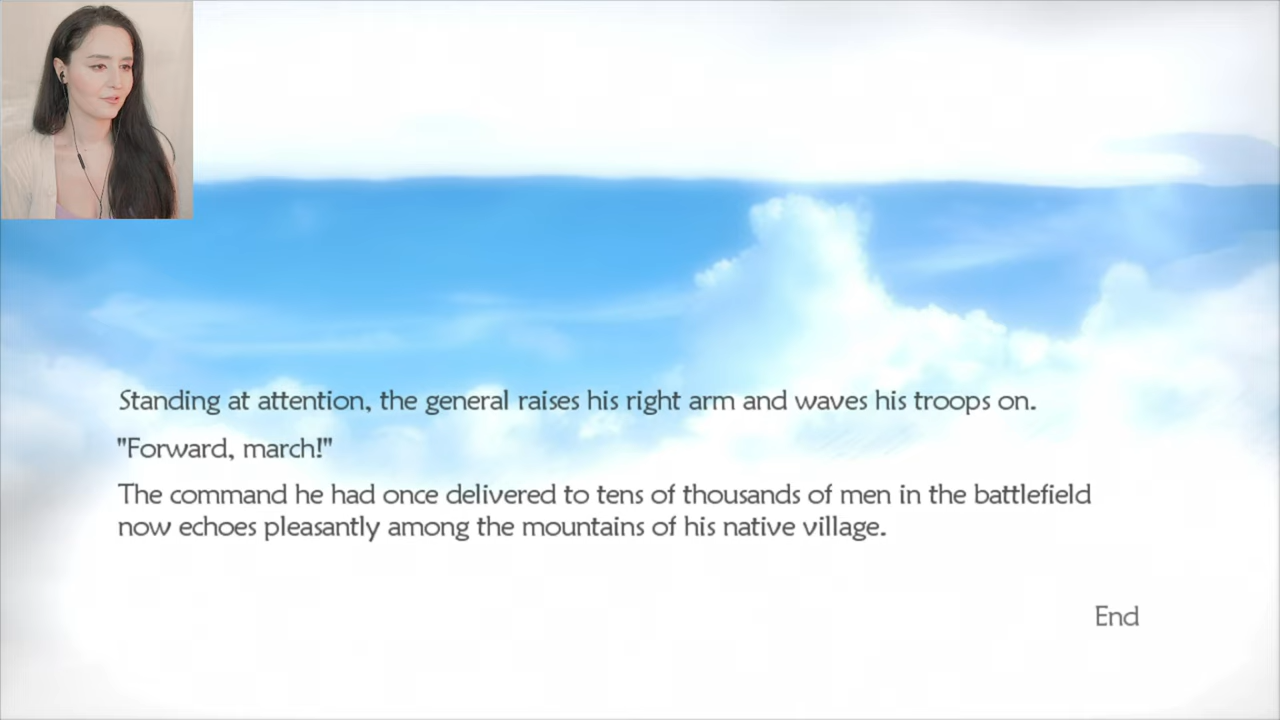 Standing at attention, the general raises his right arm and waves his troops on.
"Forward, march!"
The command he had once delivered to tens of thousands of men in the battlefield
now echoes pleasantly among the mountains of his native village.
End